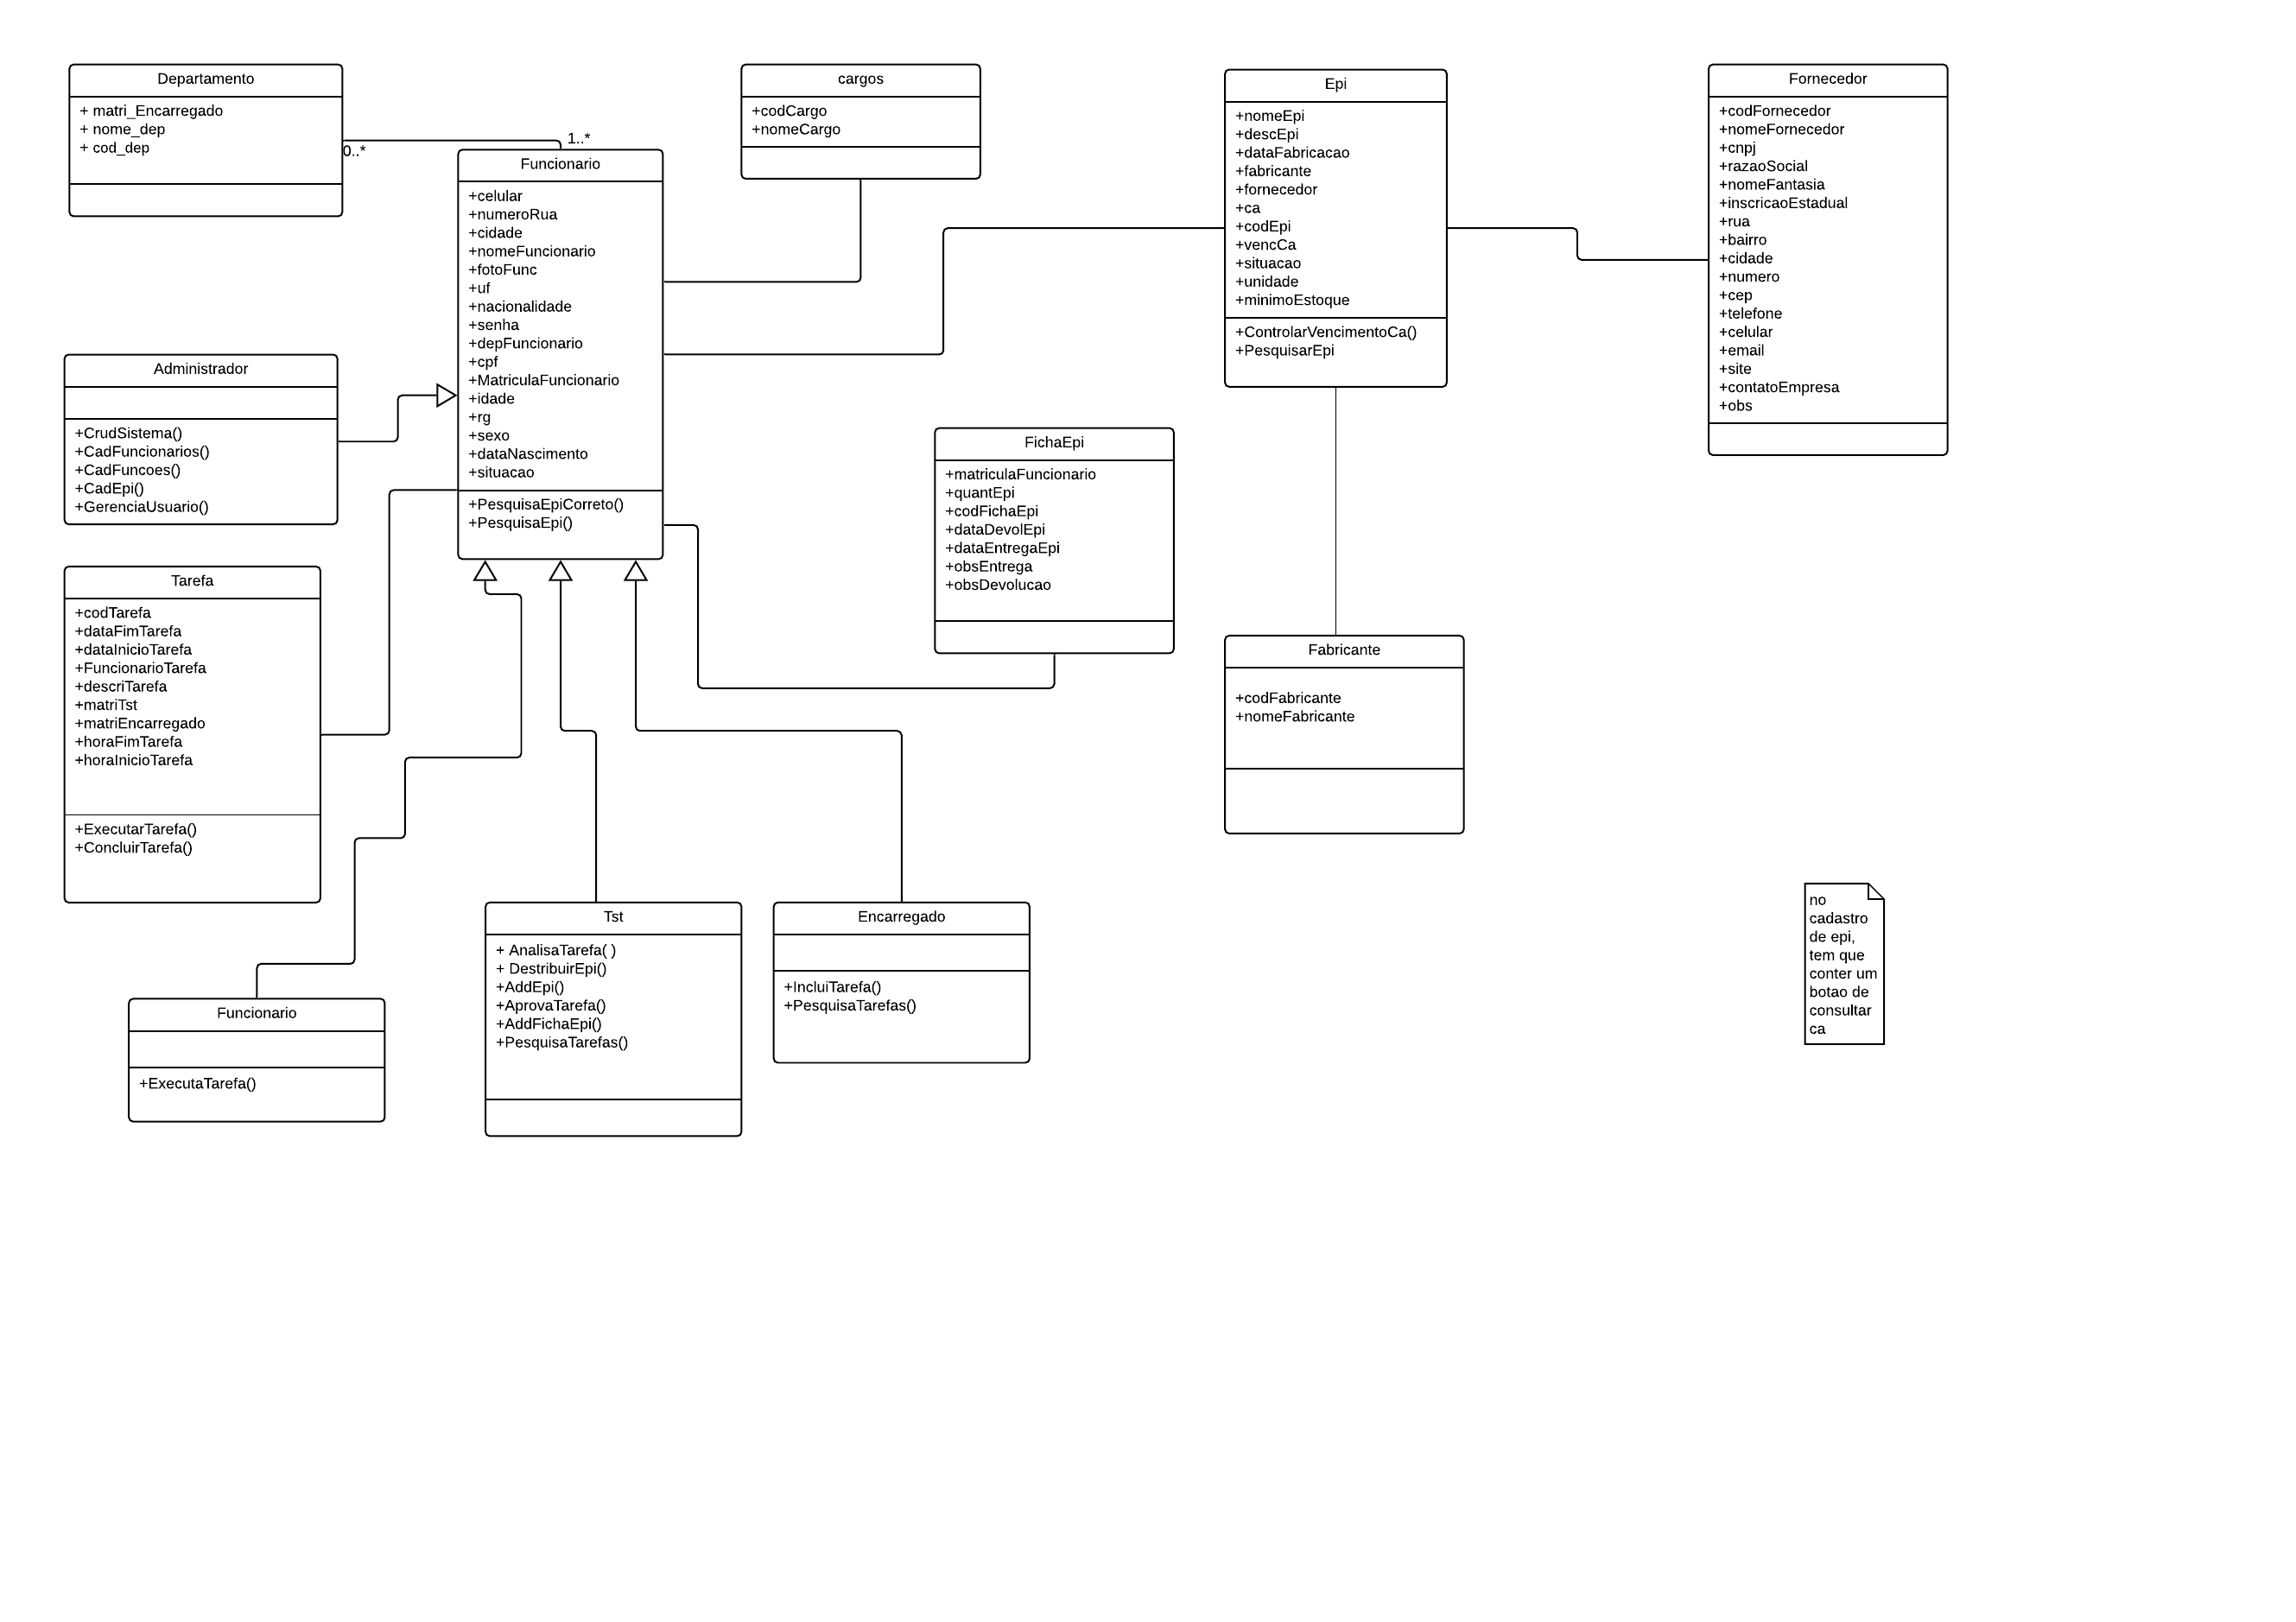 Departamento
+ matri_Encarregado
+ nome_dep
+ cod_dep
0..*
1..*
Funcionario
+celular
+numeroRua
+cidade
+nomeFuncionario
+fotoFunc
+uf
+nacionalidade
+senha
+depFuncionario
+cpf
+MatriculaFuncionario
+idade
+rg
+sexo
+dataNascimento
+situacao
+PesquisaEpiCorreto()
+PesquisaEpi()
cargos
+codCargo
+nomeCargo
Epi
+nomeEpi
+descEpi
+dataFabricacao
+fabricante
+fornecedor
+ca
+codEpi
+vencCa
+situacao
+unidade
+minimoEstoque
+ControlarVencimentoCa()
+PesquisarEpi
Fornecedor
+codFornecedor
+nomeFornecedor
+cnpj
+razaoSocial
+nomeFantasia
+inscricaoEstadual
+rua
+bairro
+cidade
+numero
+cep
+telefone
+celular
+email
+site
+contatoEmpresa
+obs
Administrador
+CrudSistema()
+CadFuncionarios()
+CadFuncoes()
+CadEpi()
+GerenciaUsuario()
FichaEpi
+matriculaFuncionario
+quantEpi
+codFichaEpi
+dataDevolEpi
+dataEntregaEpi
+obsEntrega
+obsDevolucao
Tarefa
+codTarefa
+dataFimTarefa
+dataInicioTarefa
+FuncionarioTarefa
+descriTarefa
+matriTst
+matriEncarregado
+horaFimTarefa
+horaInicioTarefa
+ExecutarTarefa()
+ConcluirTarefa()
Fabricante
+codFabricante
+nomeFabricante
Funcionario
+ExecutaTarefa()
Tst
+ AnalisaTarefa( )
+ DestribuirEpi()
+AddEpi()
+AprovaTarefa()
+AddFichaEpi()
+PesquisaTarefas()
Encarregado
+IncluiTarefa()
+PesquisaTarefas()
no
cadastro
de epi,
tem que
conter um
botao de
consultar
ca